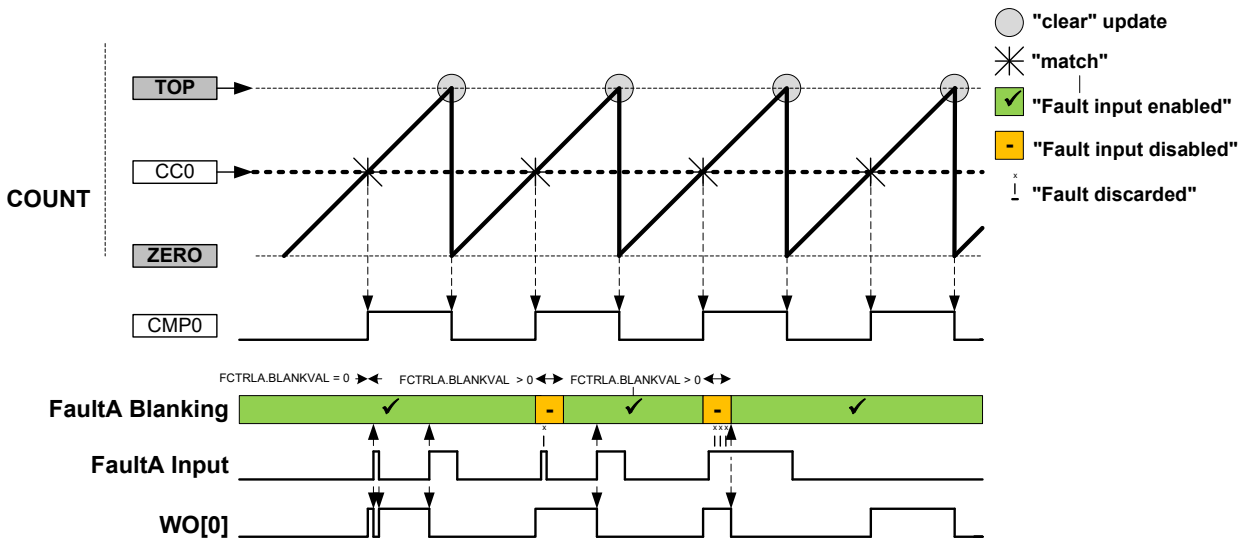 "clear" update
"match"
"Fault input enabled"
"Fault input disabled"
"Fault discarded"
TOP
CC0
COUNT
ZERO
CMP0
FCTRLA.BLANKVAL = 0
FCTRLA.BLANKVAL > 0
FCTRLA.BLANKVAL > 0
FaultA Blanking
✓ - ✓ - ✓
x xxx
FaultA Input
WO[0]